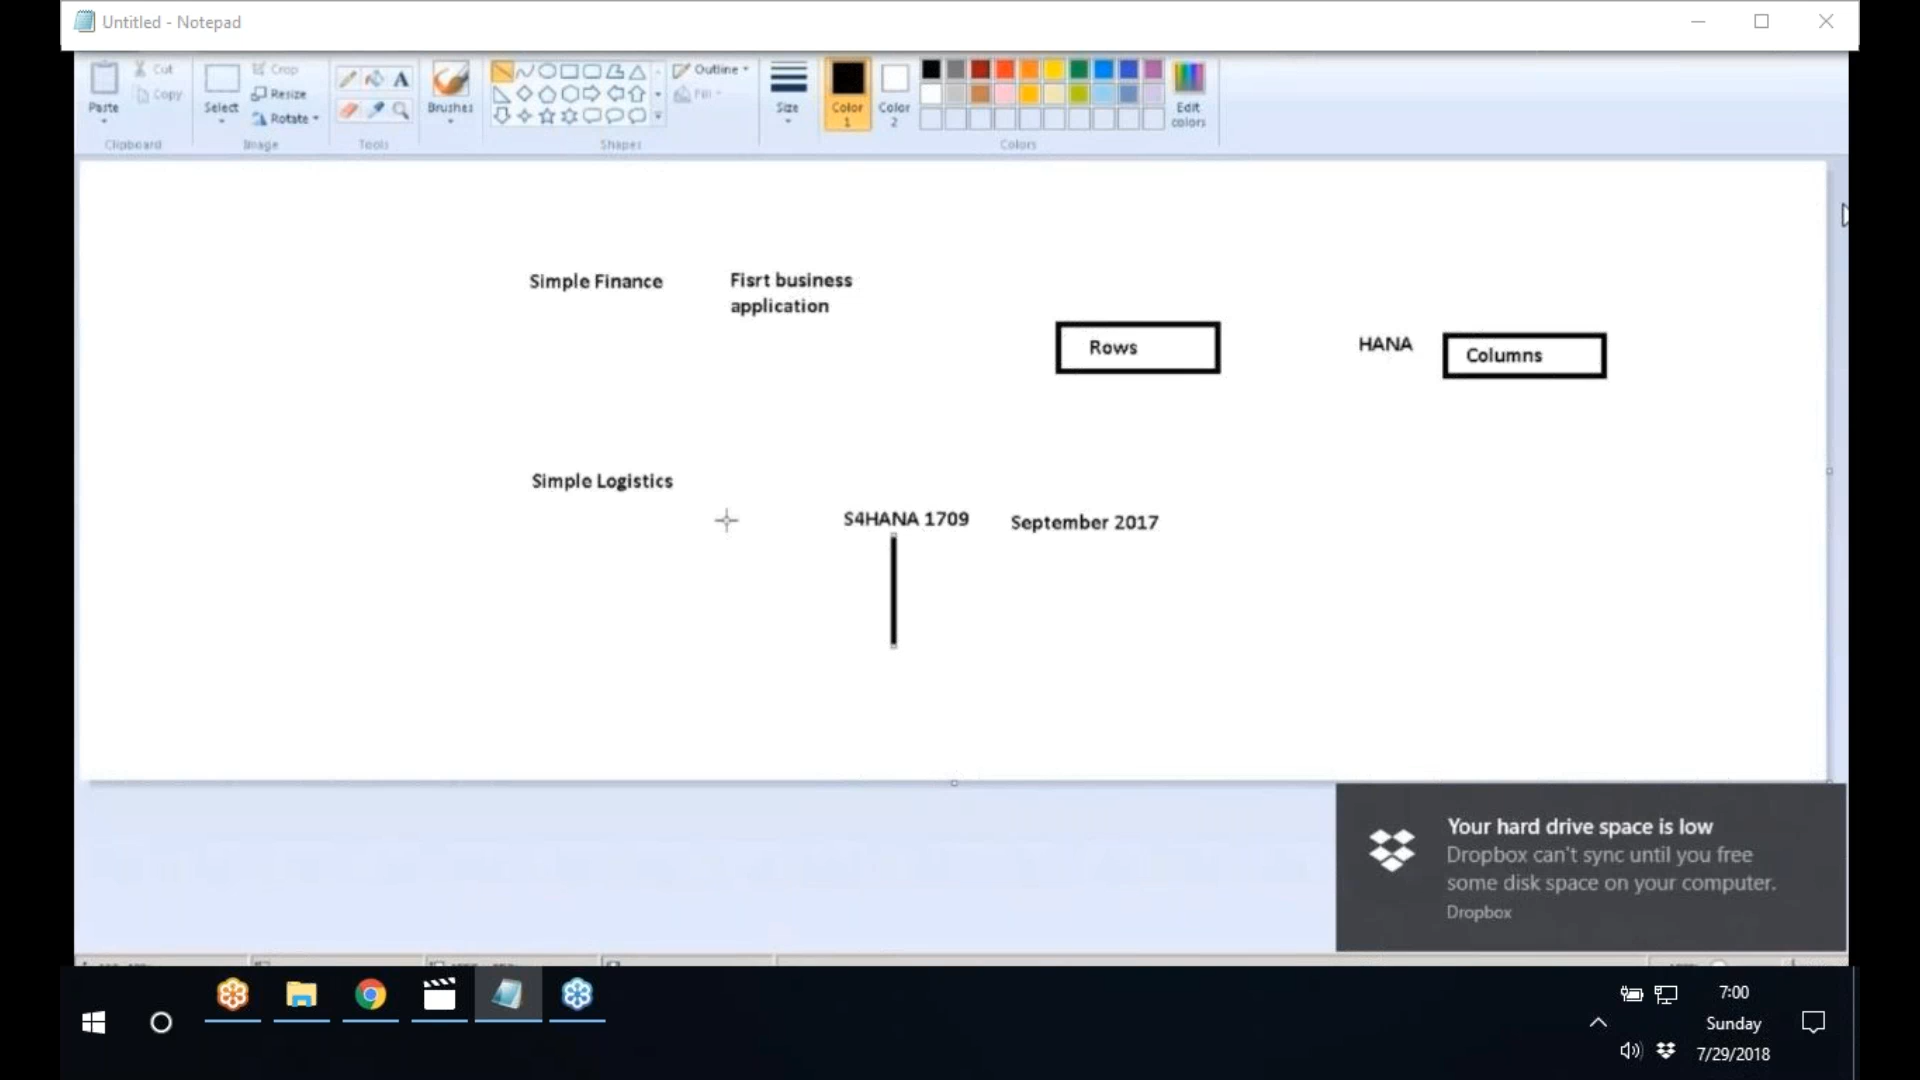 Untitled - Notepad
Paste
Cut
Copy
Clipboard
Select
Crop
Resize
Rotate
Image
Tools
Brushes
Outline
Fill
Shapes
Size
Color 1
Color 2
Edit colors
Colors
Simple Finance
Fisrt business
application
Rows
HANA
Columns
Simple Logistics
S4HANA 1709
September 2017
Your hard drive space is low
Dropbox can't sync until you free
some disk space on your computer.
Dropbox
7:00
Sunday
7/29/2018